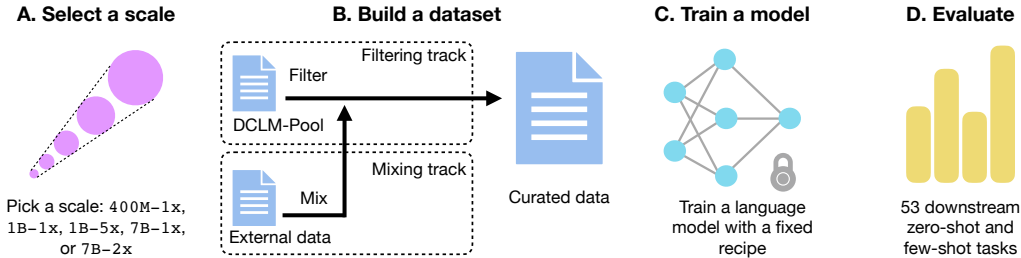 A. Select a scale
Pick a scale: 400M-1x,
1B-1x, 1B-5x, 7B-1x,
or 7B-2x
B. Build a dataset
Filtering track
Filter
DCLM-Pool
Mixing track
Mix
External data
Curated data
C. Train a model
Train a language
model with a fixed
recipe
D. Evaluate
53 downstream
zero-shot and
few-shot tasks